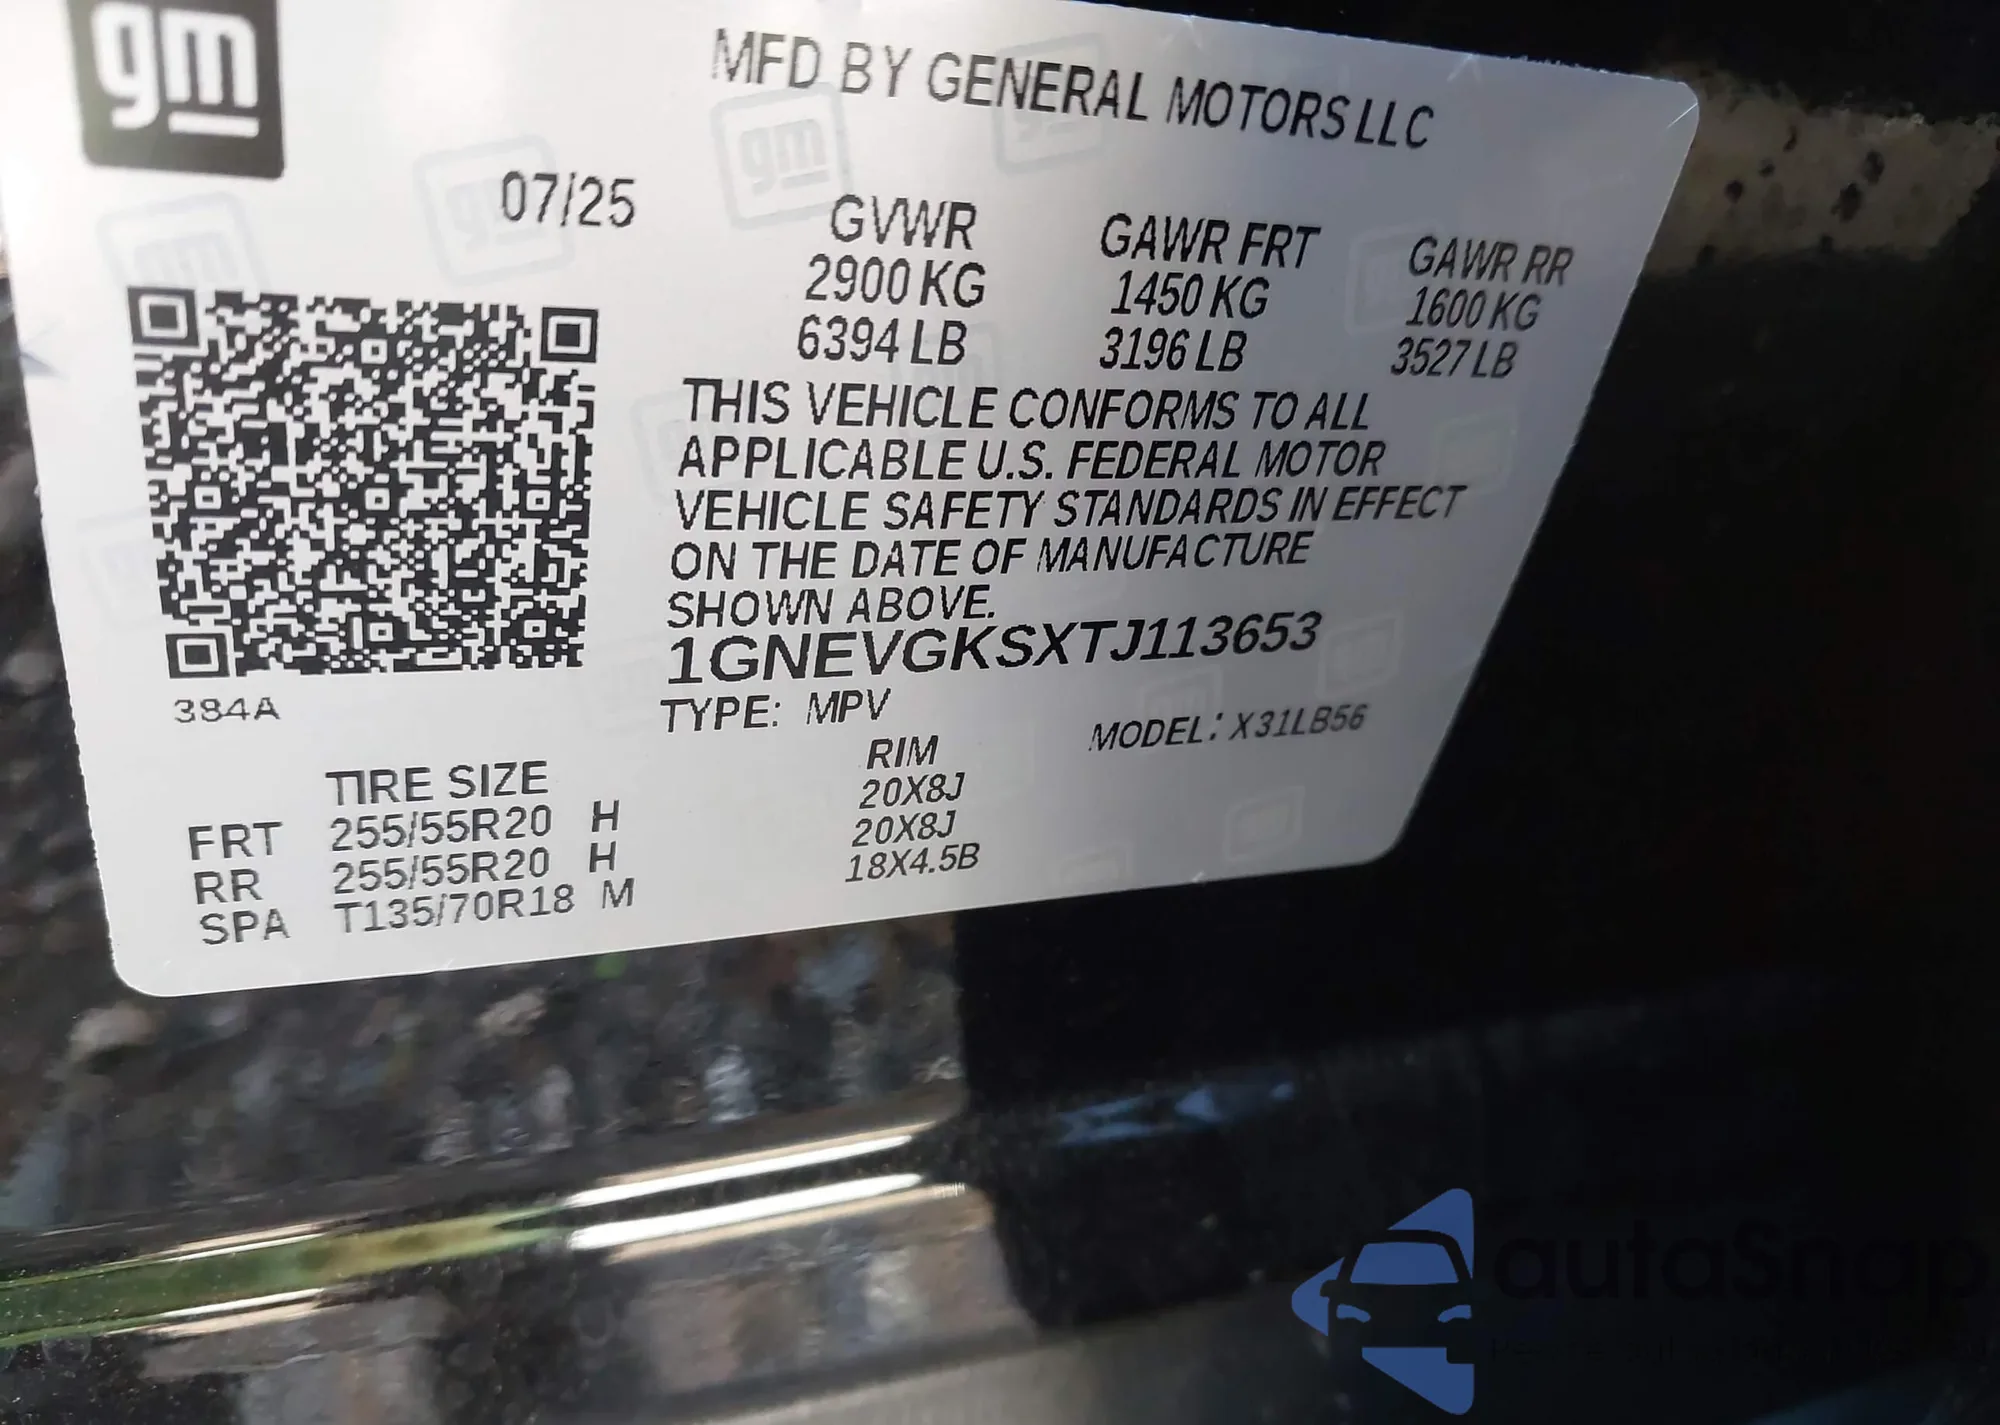 gm
MFD BY GENERAL MOTORS LLC
07/25
GVWR GAWR FRT GAWR RR
2900 KG 1450 KG 1600 KG
6394 LB 3196 LB 3527 LB
THIS VEHICLE CONFORMS TO ALL
APPLICABLE U.S. FEDERAL MOTOR
VEHICLE SAFETY STANDARDS IN EFFECT
ON THE DATE OF MANUFACTURE
SHOWN ABOVE.
1GNEVGKSXTJ113653
384A
TYPE: MPV MODEL: X31LB56
TIRE SIZE RIM
FRT 255/55R20 H 20X8J
RR 255/55R20 H 20X8J
SPA T135/70R18 M 18X4.5B
autaSnap